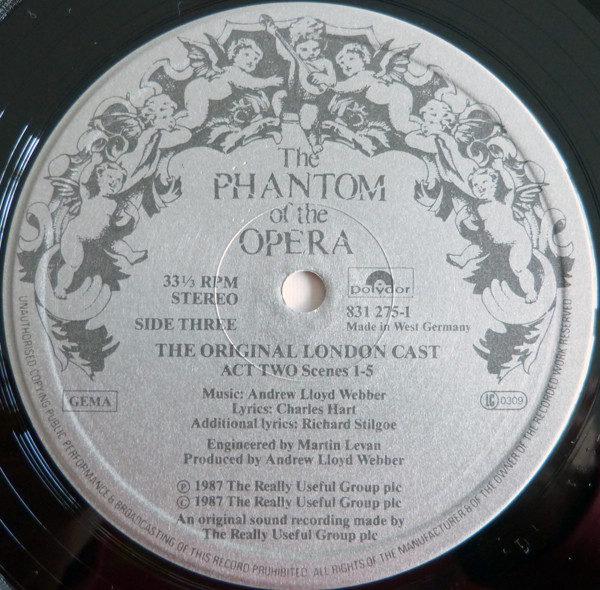 The
PHANTOM
of the
OPERA
33 1/3 RPM
STEREO
SIDE THREE
polydor
831 275-1
Made in West Germany
THE ORIGINAL LONDON CAST
ACT TWO Scenes 1-5
GEMA
LC 0309
Music: Andrew Lloyd Webber
Lyrics: Charles Hart
Additional lyrics: Richard Stilgoe
Engineered by Martin Levan
Produced by Andrew Lloyd Webber
℗ 1987 The Really Useful Group plc
© 1987 The Really Useful Group plc
An original sound recording made by
The Really Useful Group plc
UNAUTHORISED COPYING PUBLIC PERFORMANCE & BROADCASTING OF THIS RECORD PROHIBITED. ALL RIGHTS OF THE MANUFACTURER & OF THE OWNER OF THE RECORDED WORK RESERVED